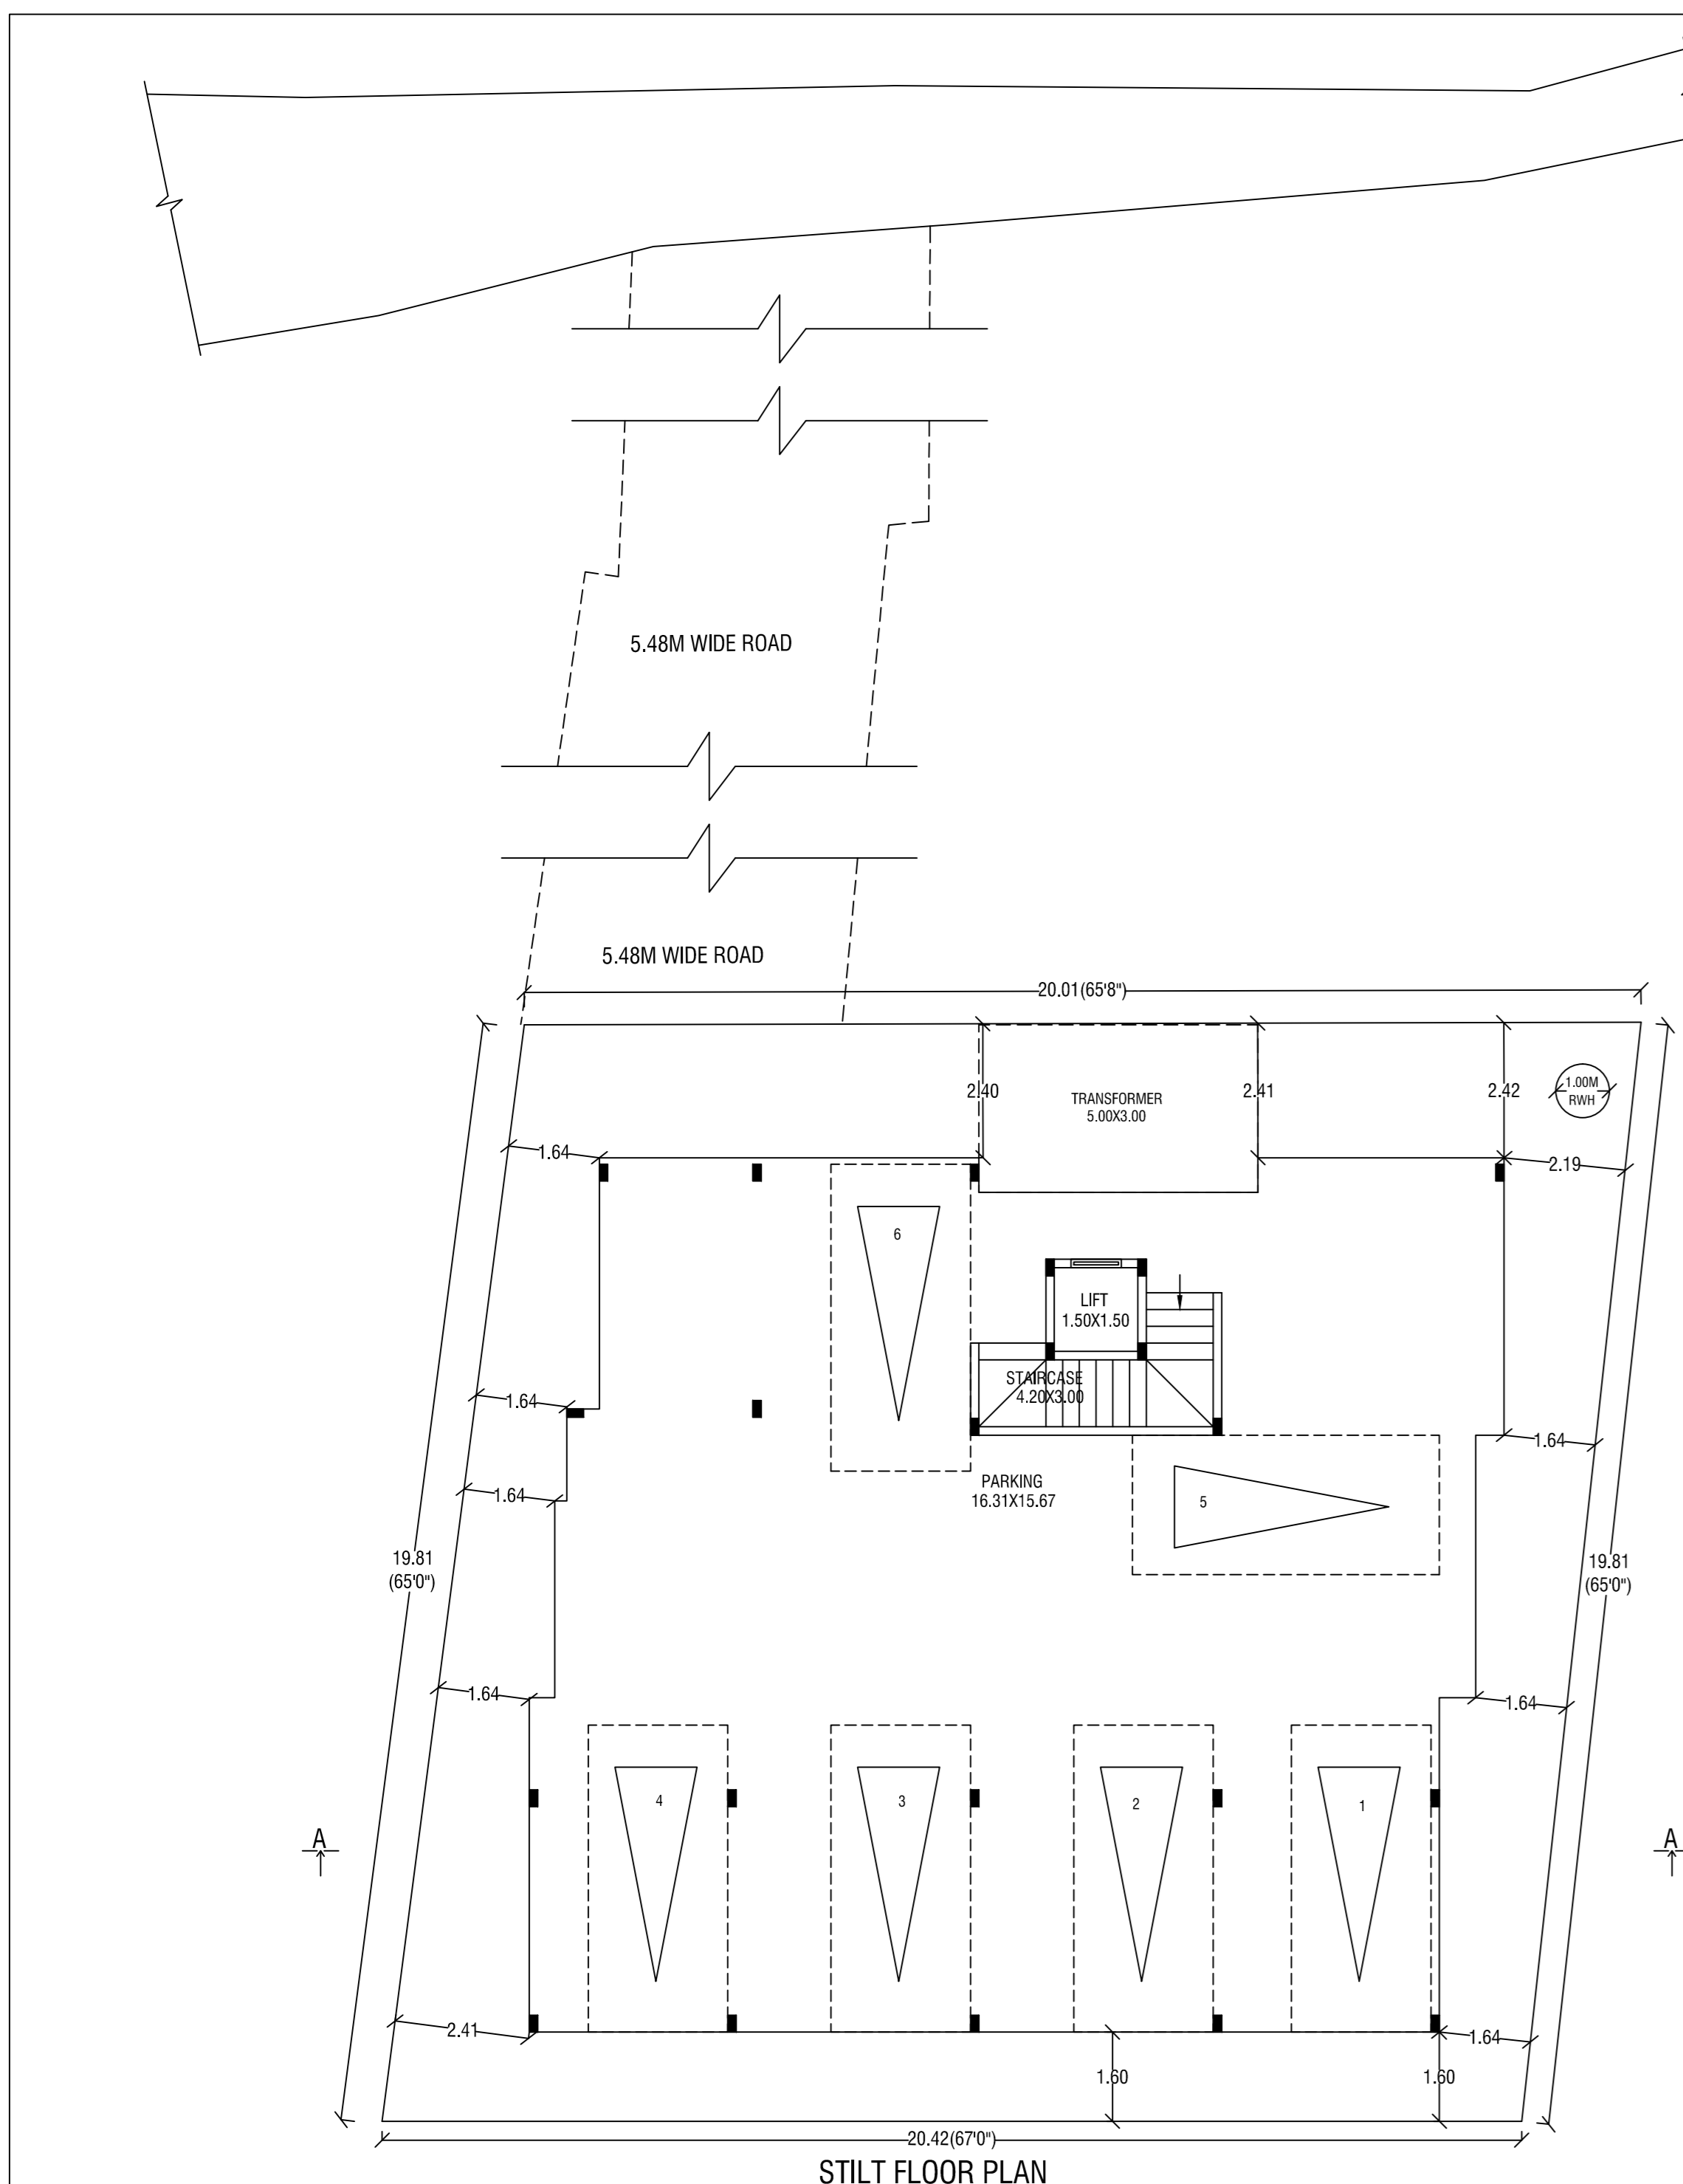 5.48M WIDE ROAD
5.48M WIDE ROAD
20.01(65'8")
2.40
TRANSFORMER
5.00X3.00
2.41
2.42
1.00M
RWH
1.64
2.19
6
LIFT
1.50X1.50
STAIRCASE
4.20X3.00
1.64
1.64
PARKING
16.31X15.67
1.64
5
19.81
(65'0")
19.81
(65'0")
1.64
1.64
4
3
2
1
A
A
2.41
1.64
1.60
1.60
20.42(67'0")
STILT FLOOR PLAN